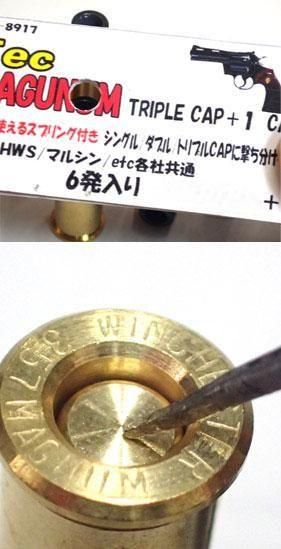 -8917
Tec
AGUNUM TRIPLE CAP+1 C
使えるスプリング付き シングル/ダブル/トリプルCAPに撃ち分け
HWS/マルシン/etc各社共通
6発入り
+
357 MAGNUM WINCHESTER